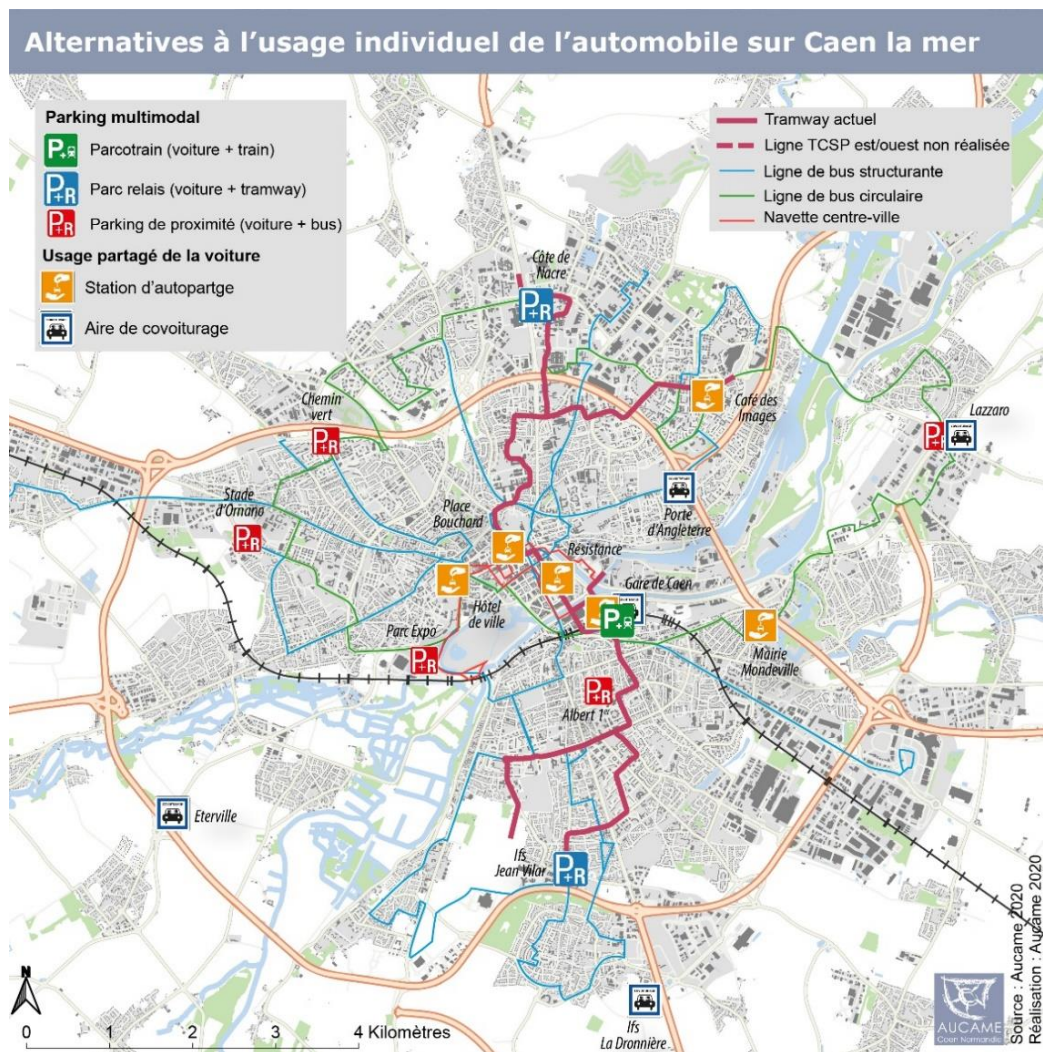 Alternatives à l'usage individuel de l'automobile sur Caen la mer
Parking multimodal
Parcotrain (voiture + train)
Parc relais (voiture + tramway)
Parking de proximité (voiture + bus)
Usage partagé de la voiture
Station d'autopartge
Aire de covoiturage
Tramway actuel
Ligne TCSP est/ouest non réalisée
Ligne de bus structurante
Ligne de bus circulaire
Navette centre-ville
Côte de
Nacre
P+R
Café des
Images
Chemin
vert
P+R
Lazzaro
P+R
Stade
d'Ornano
P+R
Place
Bouchard
Porte
d'Angleterre
Résistance
Gare de Caen
P+
Hôtel
de ville
Parc Expo
P+R
Mairie
Mondeville
P+R
Albert 1er
Eterville
Ifs
Jean Vilar
P+R
Ifs
La Dronnière
N
0 1 2 4 Kilomètres
AUCAME
Caen Normandie
Source : Aucame 2020
Réalisation : Aucame 2020